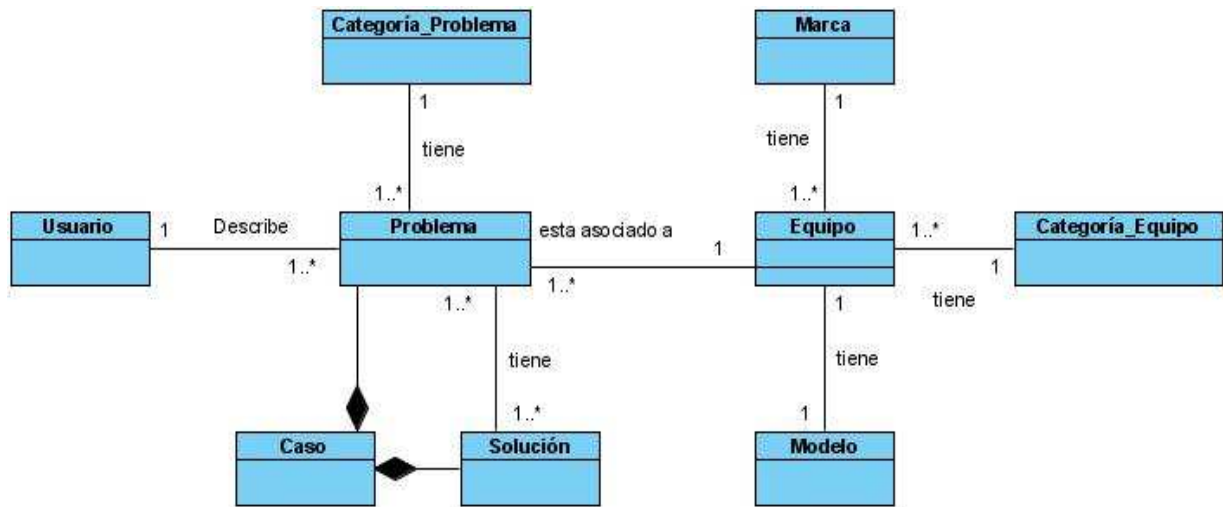 Categoría_Problema
Marca
1
1
tiene
tiene
1..*
1..*
Usuario
1
Describe
1..*
Problema
esta asociado a
1
1..*
Equipo
1..*
1
tiene
Categoría_Equipo
1..*
1
tiene
tiene
1..*
1
Caso
Solución
Modelo